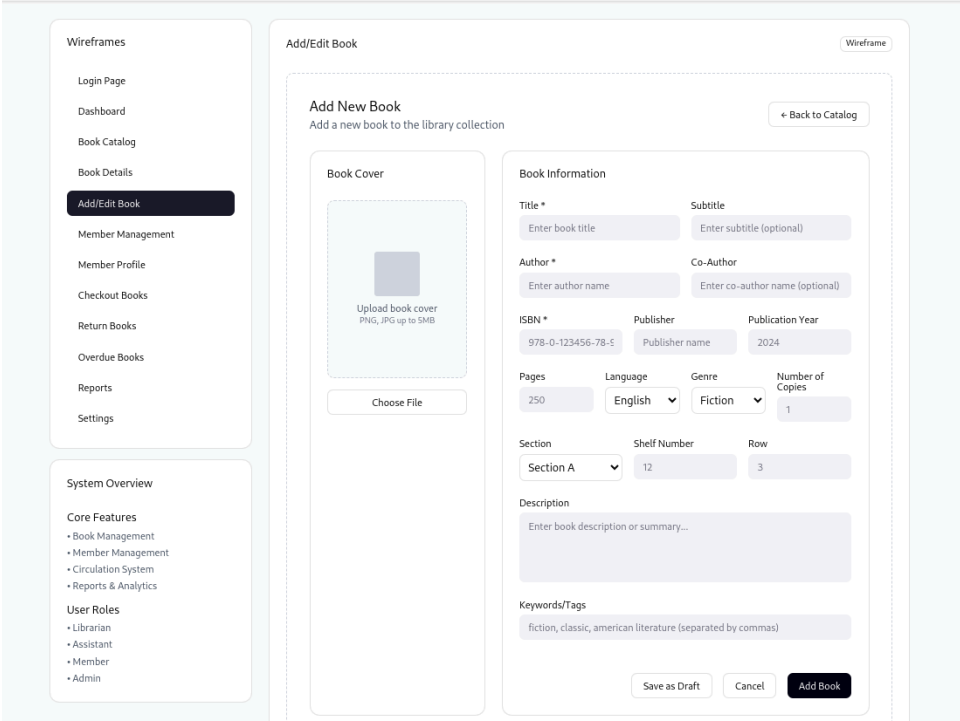 Wireframes
Login Page
Dashboard
Book Catalog
Book Details
Add/Edit Book
Member Management
Member Profile
Checkout Books
Return Books
Overdue Books
Reports
Settings
System Overview
Core Features
• Book Management
• Member Management
• Circulation System
• Reports & Analytics
User Roles
• Librarian
• Assistant
• Member
• Admin
Add/Edit Book
Wireframe
Add New Book
Add a new book to the library collection
← Back to Catalog
Book Cover
Upload book cover
PNG, JPG up to 5MB
Choose File
Book Information
Title * Subtitle
Enter book title Enter subtitle (optional)
Author * Co-Author
Enter author name Enter co-author name (optional)
ISBN * Publisher Publication Year
978-0-123456-78-9 Publisher name 2024
Pages Language Genre Number of
Copies
250 English Fiction 1
Section Shelf Number Row
Section A 12 3
Description
Enter book description or summary...
Keywords/Tags
fiction, classic, american literature (separated by commas)
Save as Draft Cancel Add Book